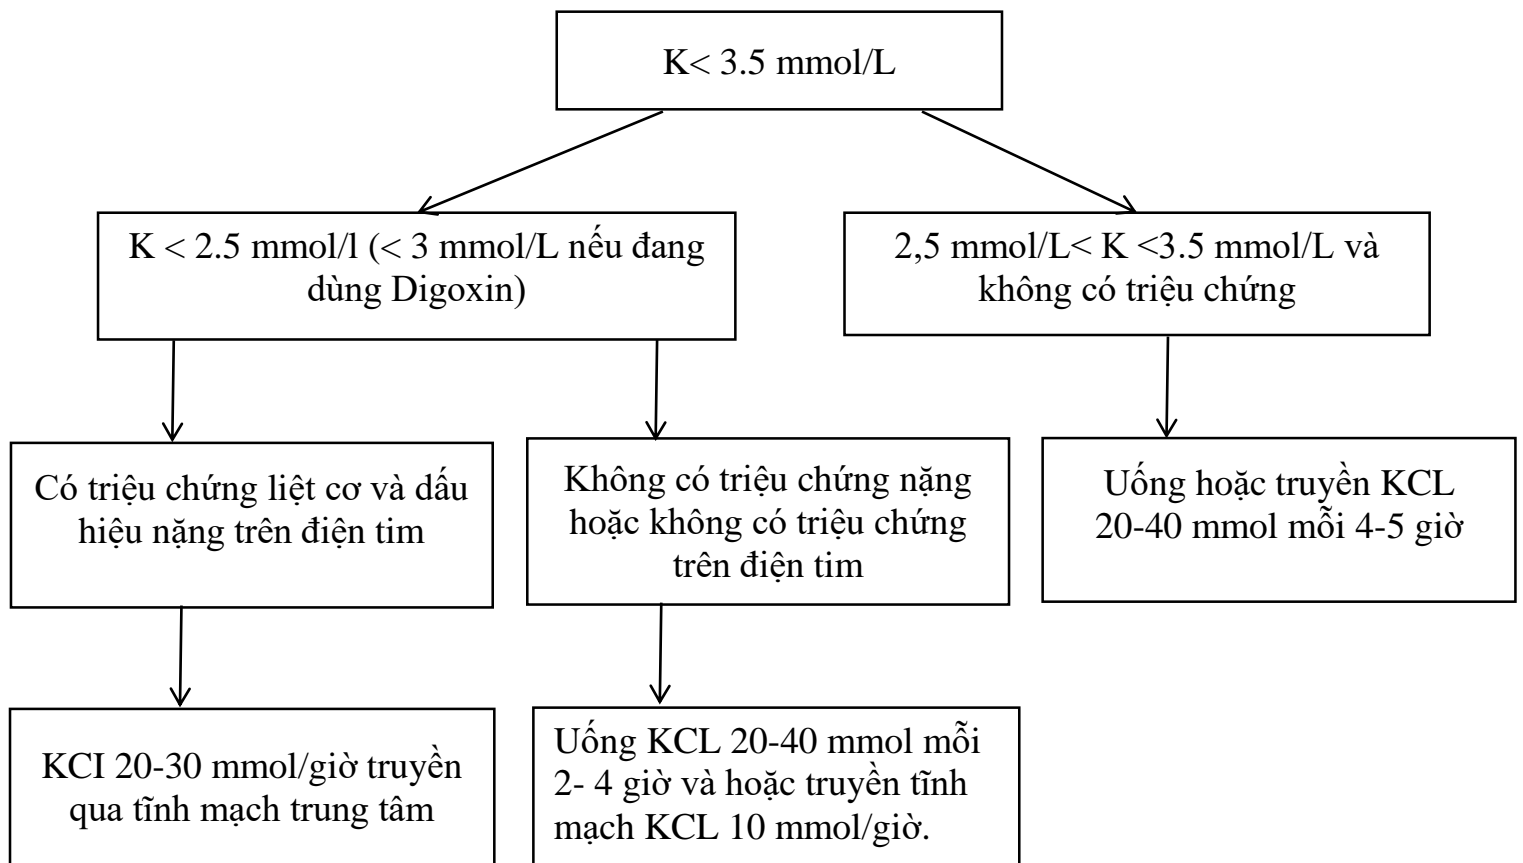 K< 3.5 mmol/L
K < 2.5 mmol/l (< 3 mmol/L nếu đang
dùng Digoxin)
2,5 mmol/L< K <3.5 mmol/L và
không có triệu chứng
Có triệu chứng liệt cơ và dấu
hiệu nặng trên điện tim
Không có triệu chứng nặng
hoặc không có triệu chứng
trên điện tim
Uống hoặc truyền KCL
20-40 mmol mỗi 4-5 giờ
KCI 20-30 mmol/giờ truyền
qua tĩnh mạch trung tâm
Uống KCL 20-40 mmol mỗi
2- 4 giờ và hoặc truyền tĩnh
mạch KCL 10 mmol/giờ.